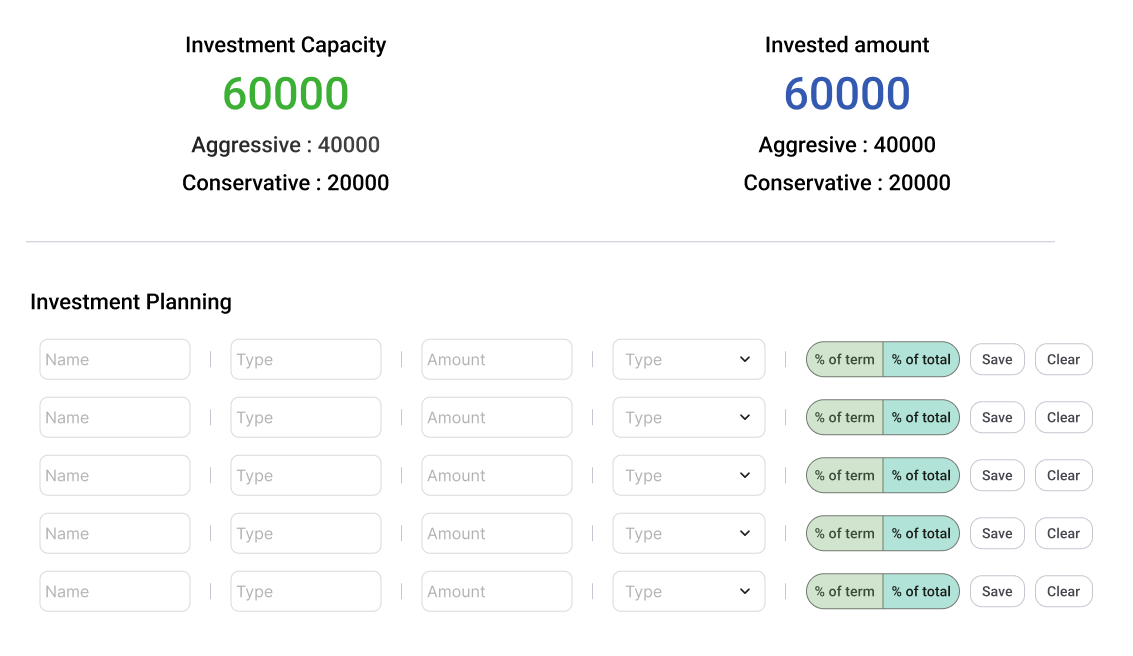 Investment Capacity
60000
Aggressive : 40000
Conservative : 20000
Invested amount
60000
Aggresive : 40000
Conservative : 20000
Investment Planning
Name Type Amount Type % of term % of total Save Clear
Name Type Amount Type % of term % of total Save Clear
Name Type Amount Type % of term % of total Save Clear
Name Type Amount Type % of term % of total Save Clear
Name Type Amount Type % of term % of total Save Clear